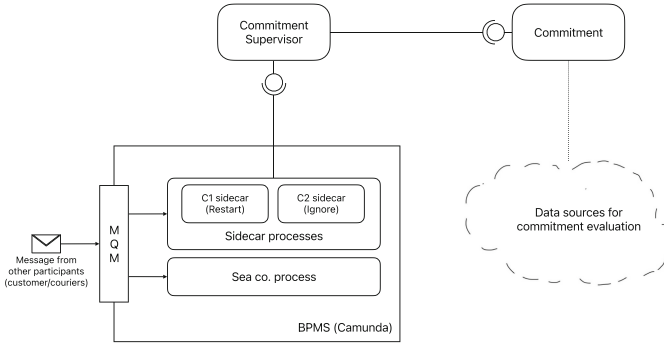 Commitment
Supervisor
Commitment
C1 sidecar
(Restart)
C2 sidecar
(Ignore)
Sidecar processes
M
Q
M
Message from
other participants
(customer/couriers)
Sea co. process
BPMS (Camunda)
Data sources for
commitment evaluation